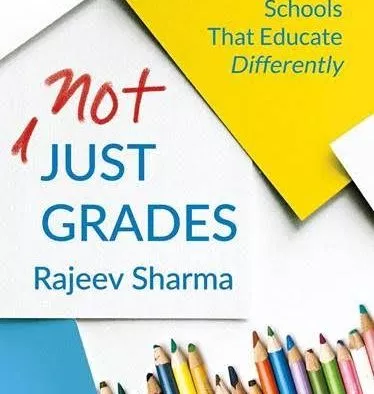 Schools
That Educate
Differently
not
JUST
GRADES
Rajeev Sharma